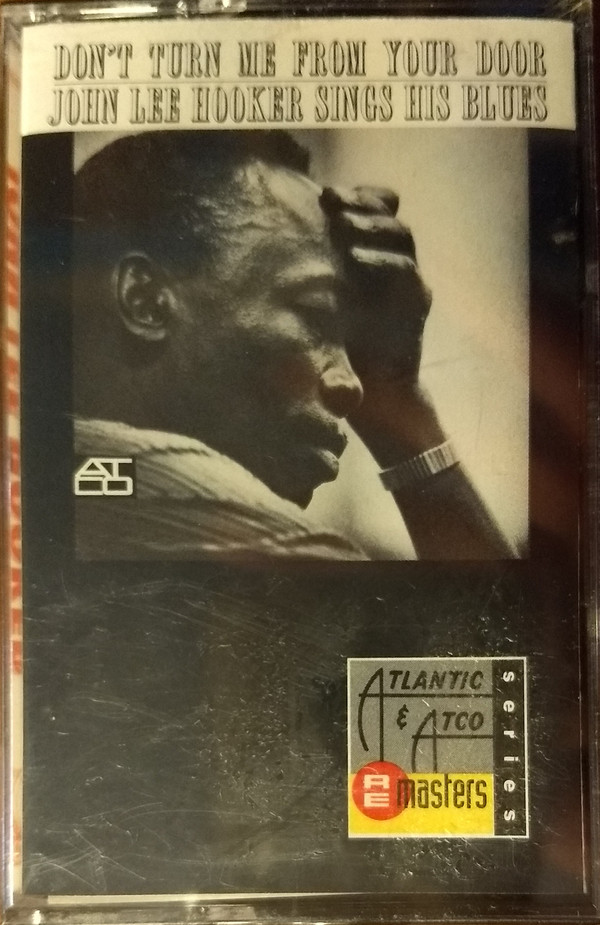 DON'T TURN ME FROM YOUR DOOR
JOHN LEE HOOKER SINGS HIS BLUES
ATCO
ATLANTIC
& ATCO
RE masters
series